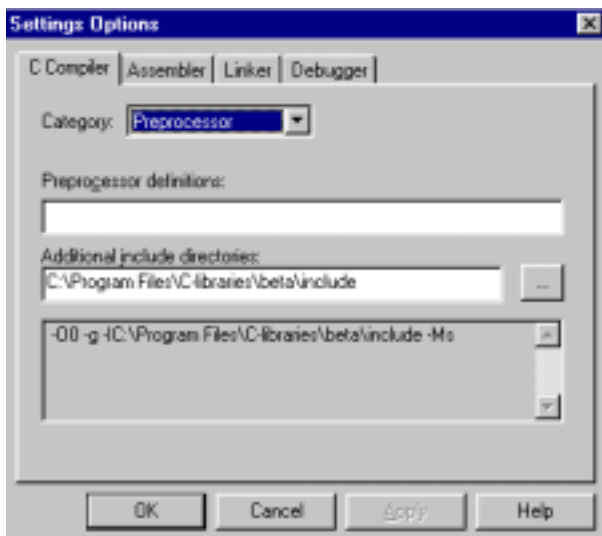 Settings Options
C Compiler Assembler Linker Debugger
Category: Preprocessor
Preprocessor definitions:
Additional include directories:
C:\Program Files\C-libraries\beta\include
...
-O0 -g -IC:\Program Files\C-libraries\beta\include -Ms
OK Cancel Apply Help